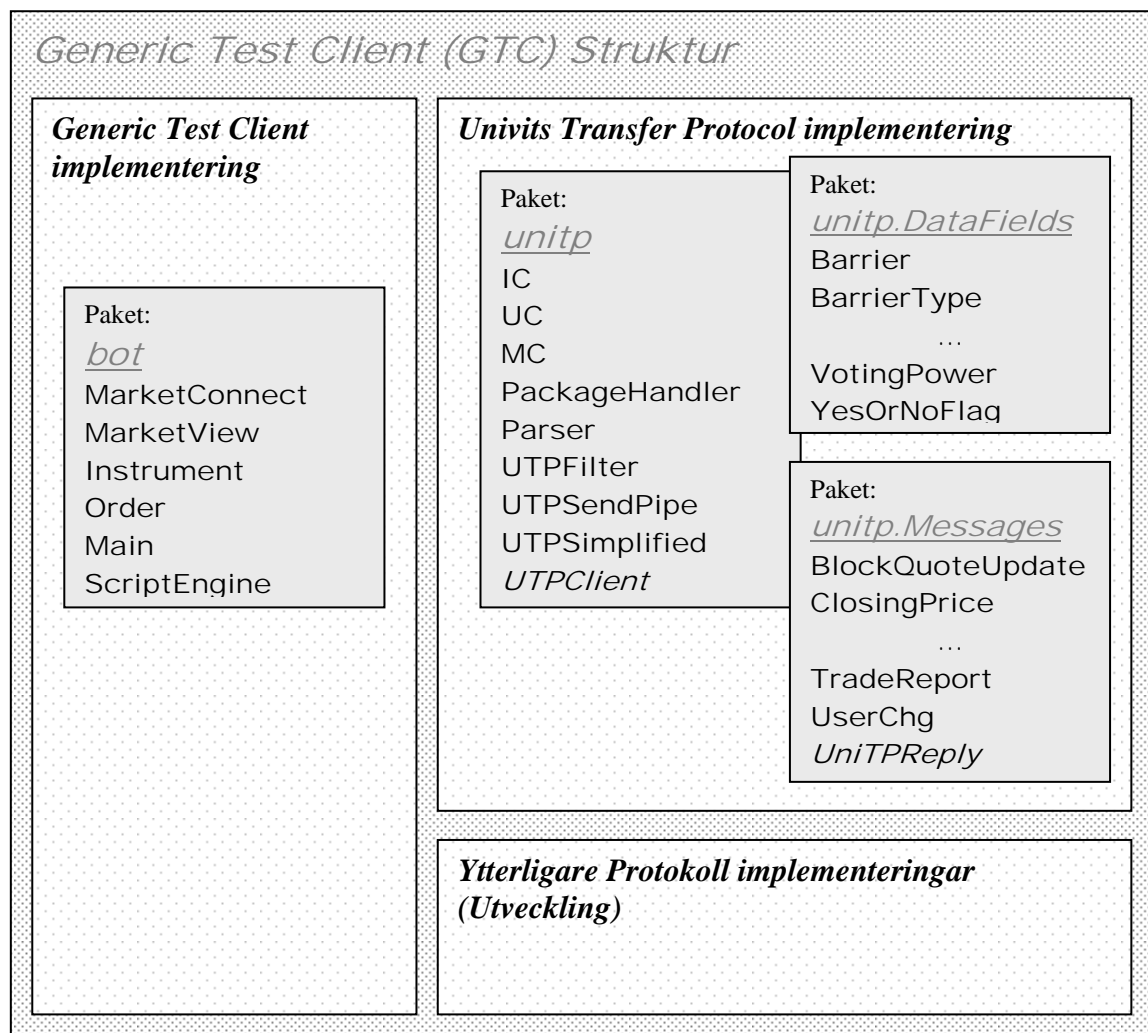 Generic Test Client (GTC) Struktur
Generic Test Client
implementering
Paket:
bot
MarketConnect
MarketView
Instrument
Order
Main
ScriptEngine
Univits Transfer Protocol implementering
Paket:
unitp
IC
UC
MC
PackageHandler
Parser
UTPFilter
UTPSendPipe
UTPSimplified
UTPClient
Paket:
unitp.DataFields
Barrier
BarrierType
...
VotingPower
YesOrNoFlag
Paket:
unitp.Messages
BlockQuoteUpdate
ClosingPrice
...
TradeReport
UserChg
UniTPReply
Ytterligare Protokoll implementeringar
(Utveckling)